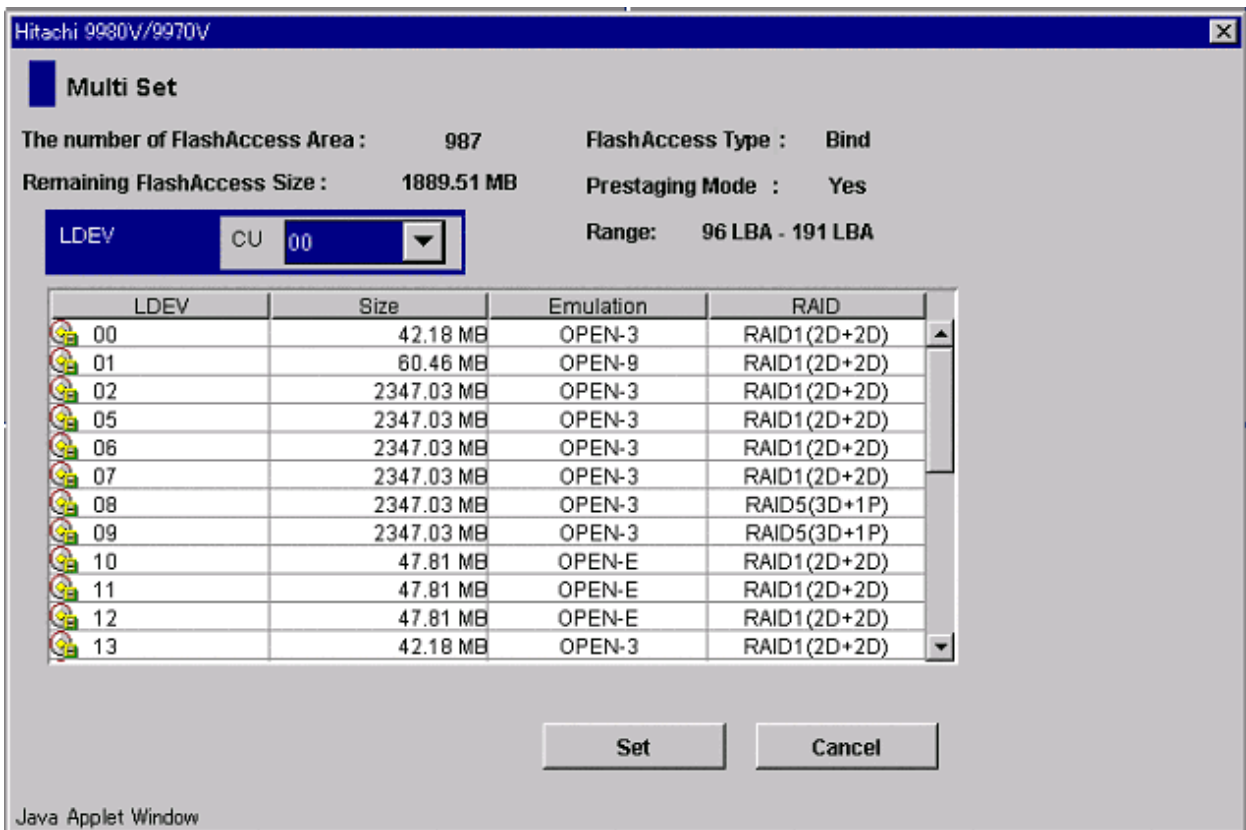 Hitachi 9980V/9970V
Multi Set
The number of FlashAccess Area : 987 FlashAccess Type : Bind
Remaining FlashAccess Size : 1889.51 MB Prestaging Mode : Yes
LDEV CU 00 Range: 96 LBA - 191 LBA
LDEV Size Emulation RAID
00 42.18 MB OPEN-3 RAID1(2D+2D)
01 60.46 MB OPEN-9 RAID1(2D+2D)
02 2347.03 MB OPEN-3 RAID1(2D+2D)
05 2347.03 MB OPEN-3 RAID1(2D+2D)
06 2347.03 MB OPEN-3 RAID1(2D+2D)
07 2347.03 MB OPEN-3 RAID1(2D+2D)
08 2347.03 MB OPEN-3 RAID5(3D+1P)
09 2347.03 MB OPEN-3 RAID5(3D+1P)
10 47.81 MB OPEN-E RAID1(2D+2D)
11 47.81 MB OPEN-E RAID1(2D+2D)
12 47.81 MB OPEN-E RAID1(2D+2D)
13 42.18 MB OPEN-3 RAID1(2D+2D)
Set Cancel
Java Applet Window